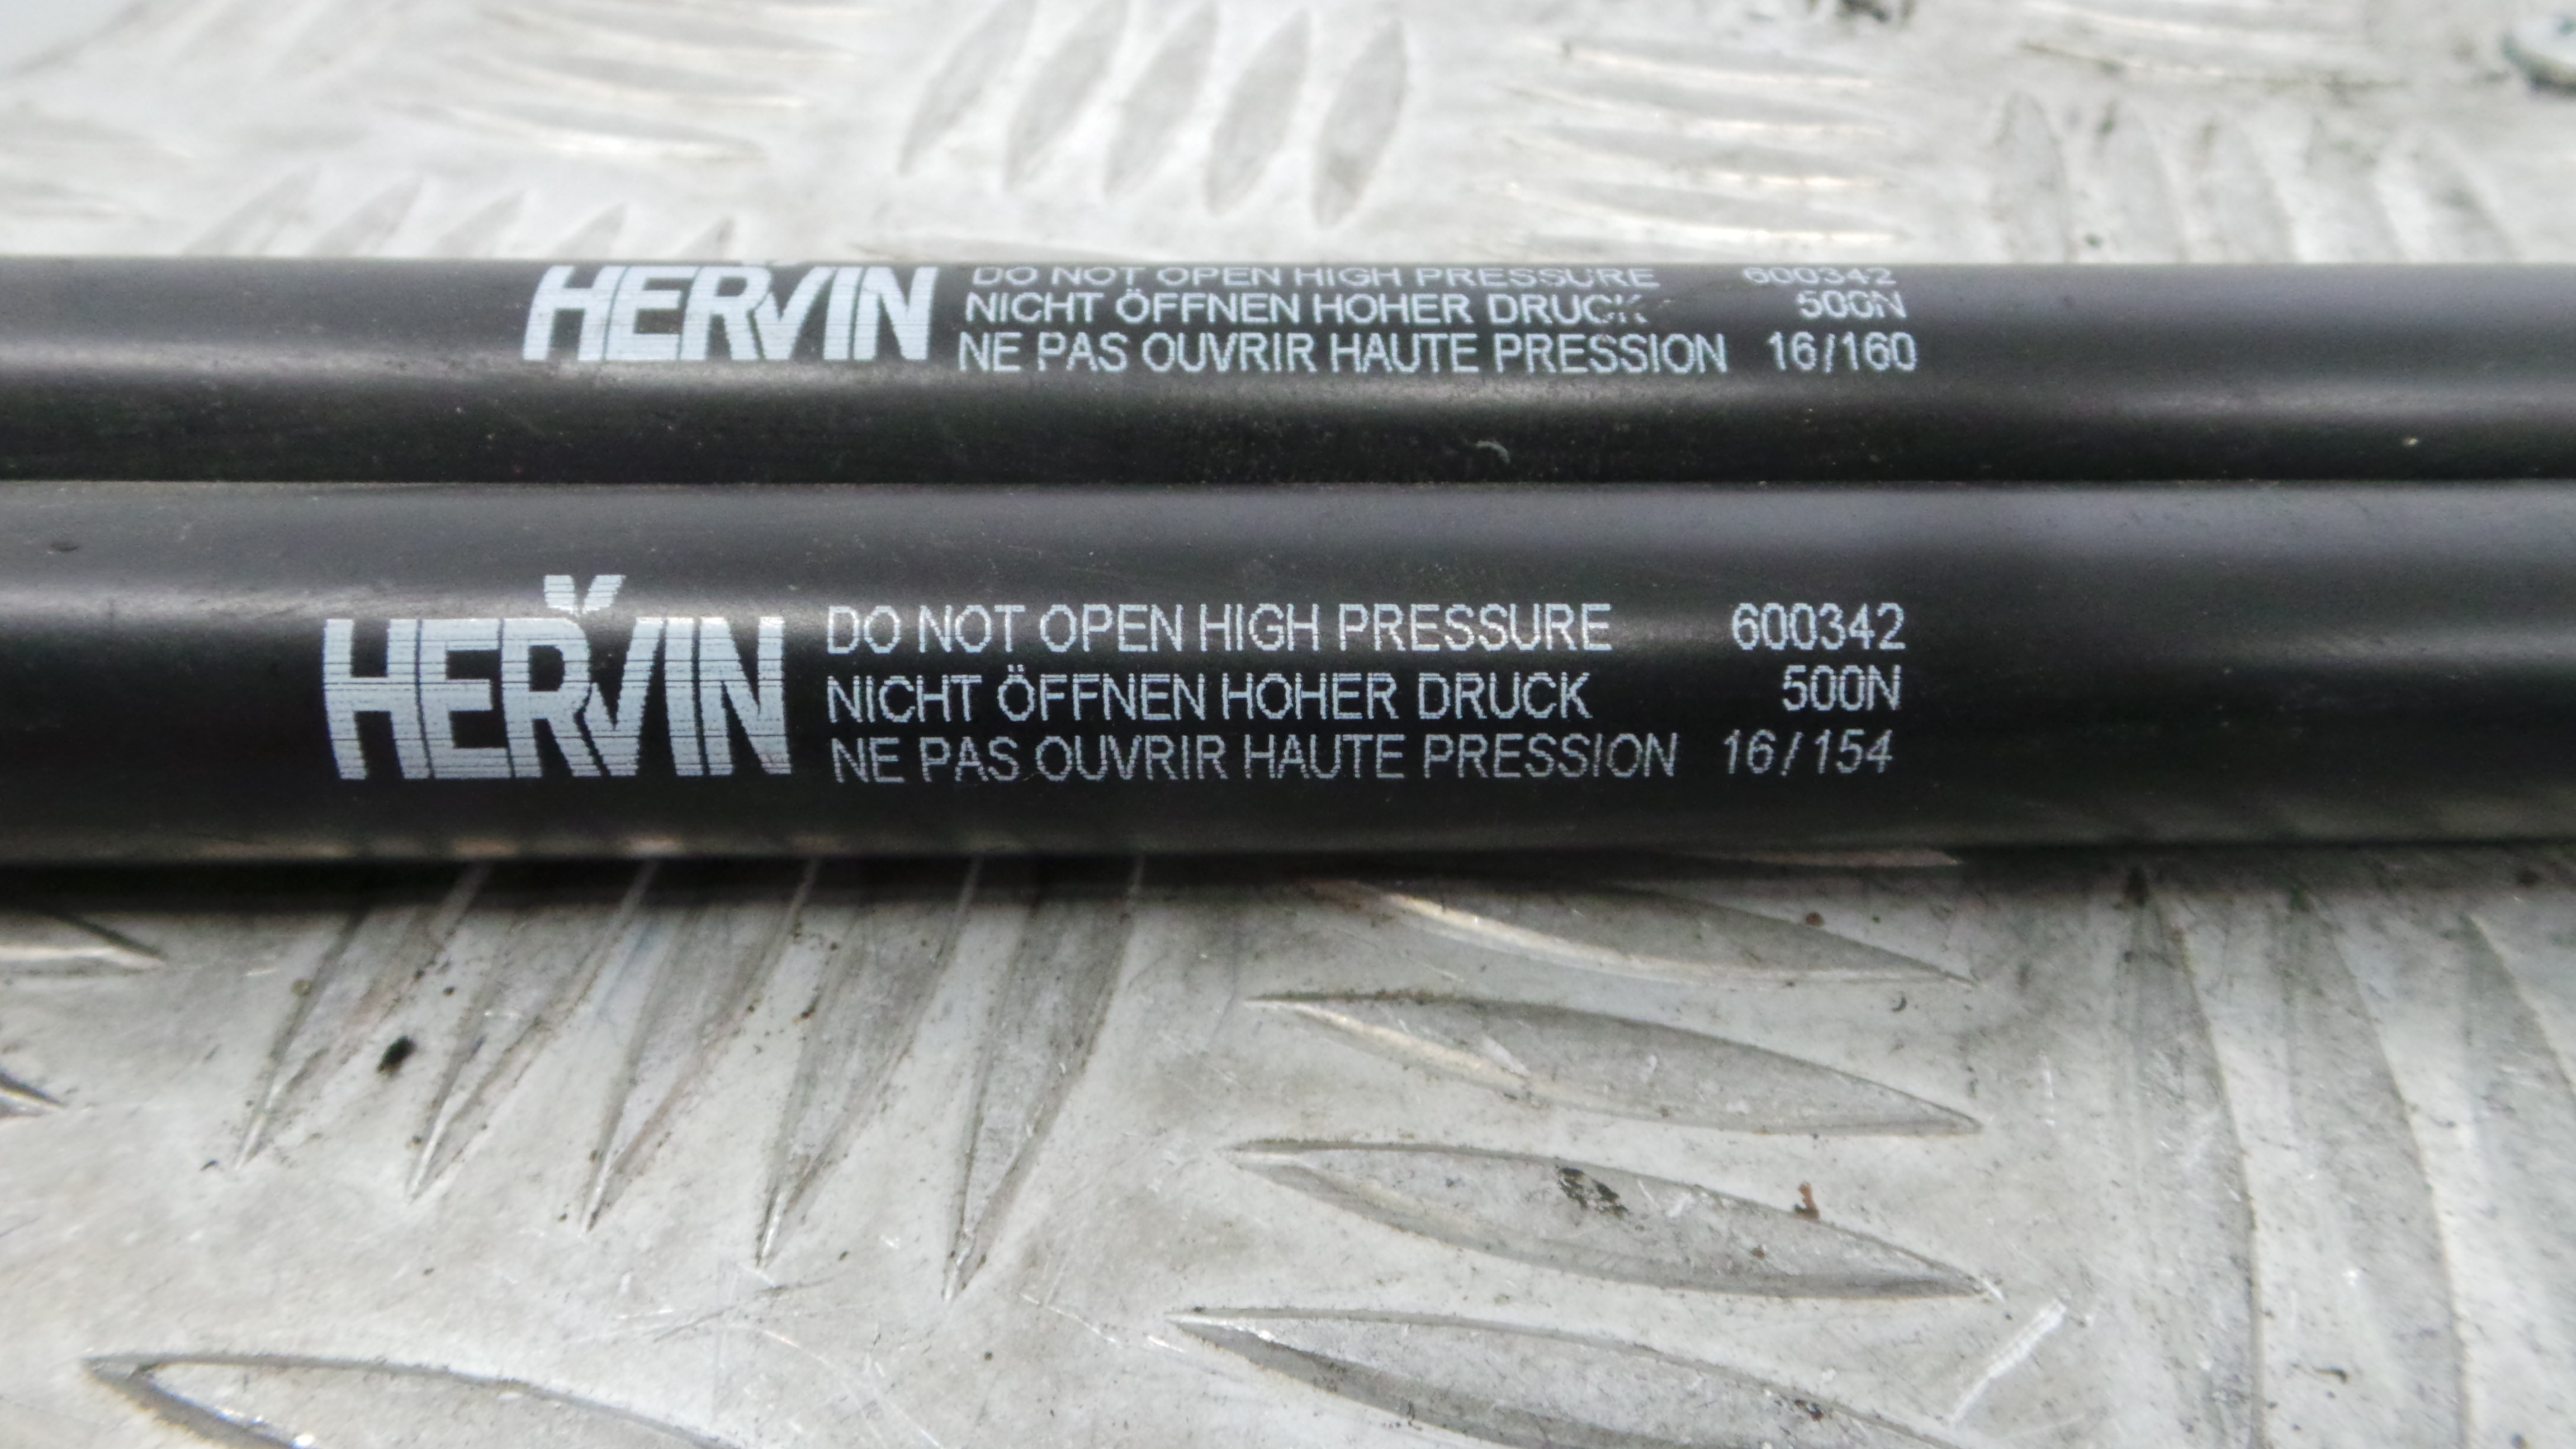 HERVIN
DO NOT OPEN HIGH PRESSURE 600342
NICHT ÖFFNEN HOHER DRUCK 500N
NE PAS OUVRIR HAUTE PRESSION 16/160
HERVIN
DO NOT OPEN HIGH PRESSURE 600342
NICHT ÖFFNEN HOHER DRUCK 500N
NE PAS OUVRIR HAUTE PRESSION 16/154